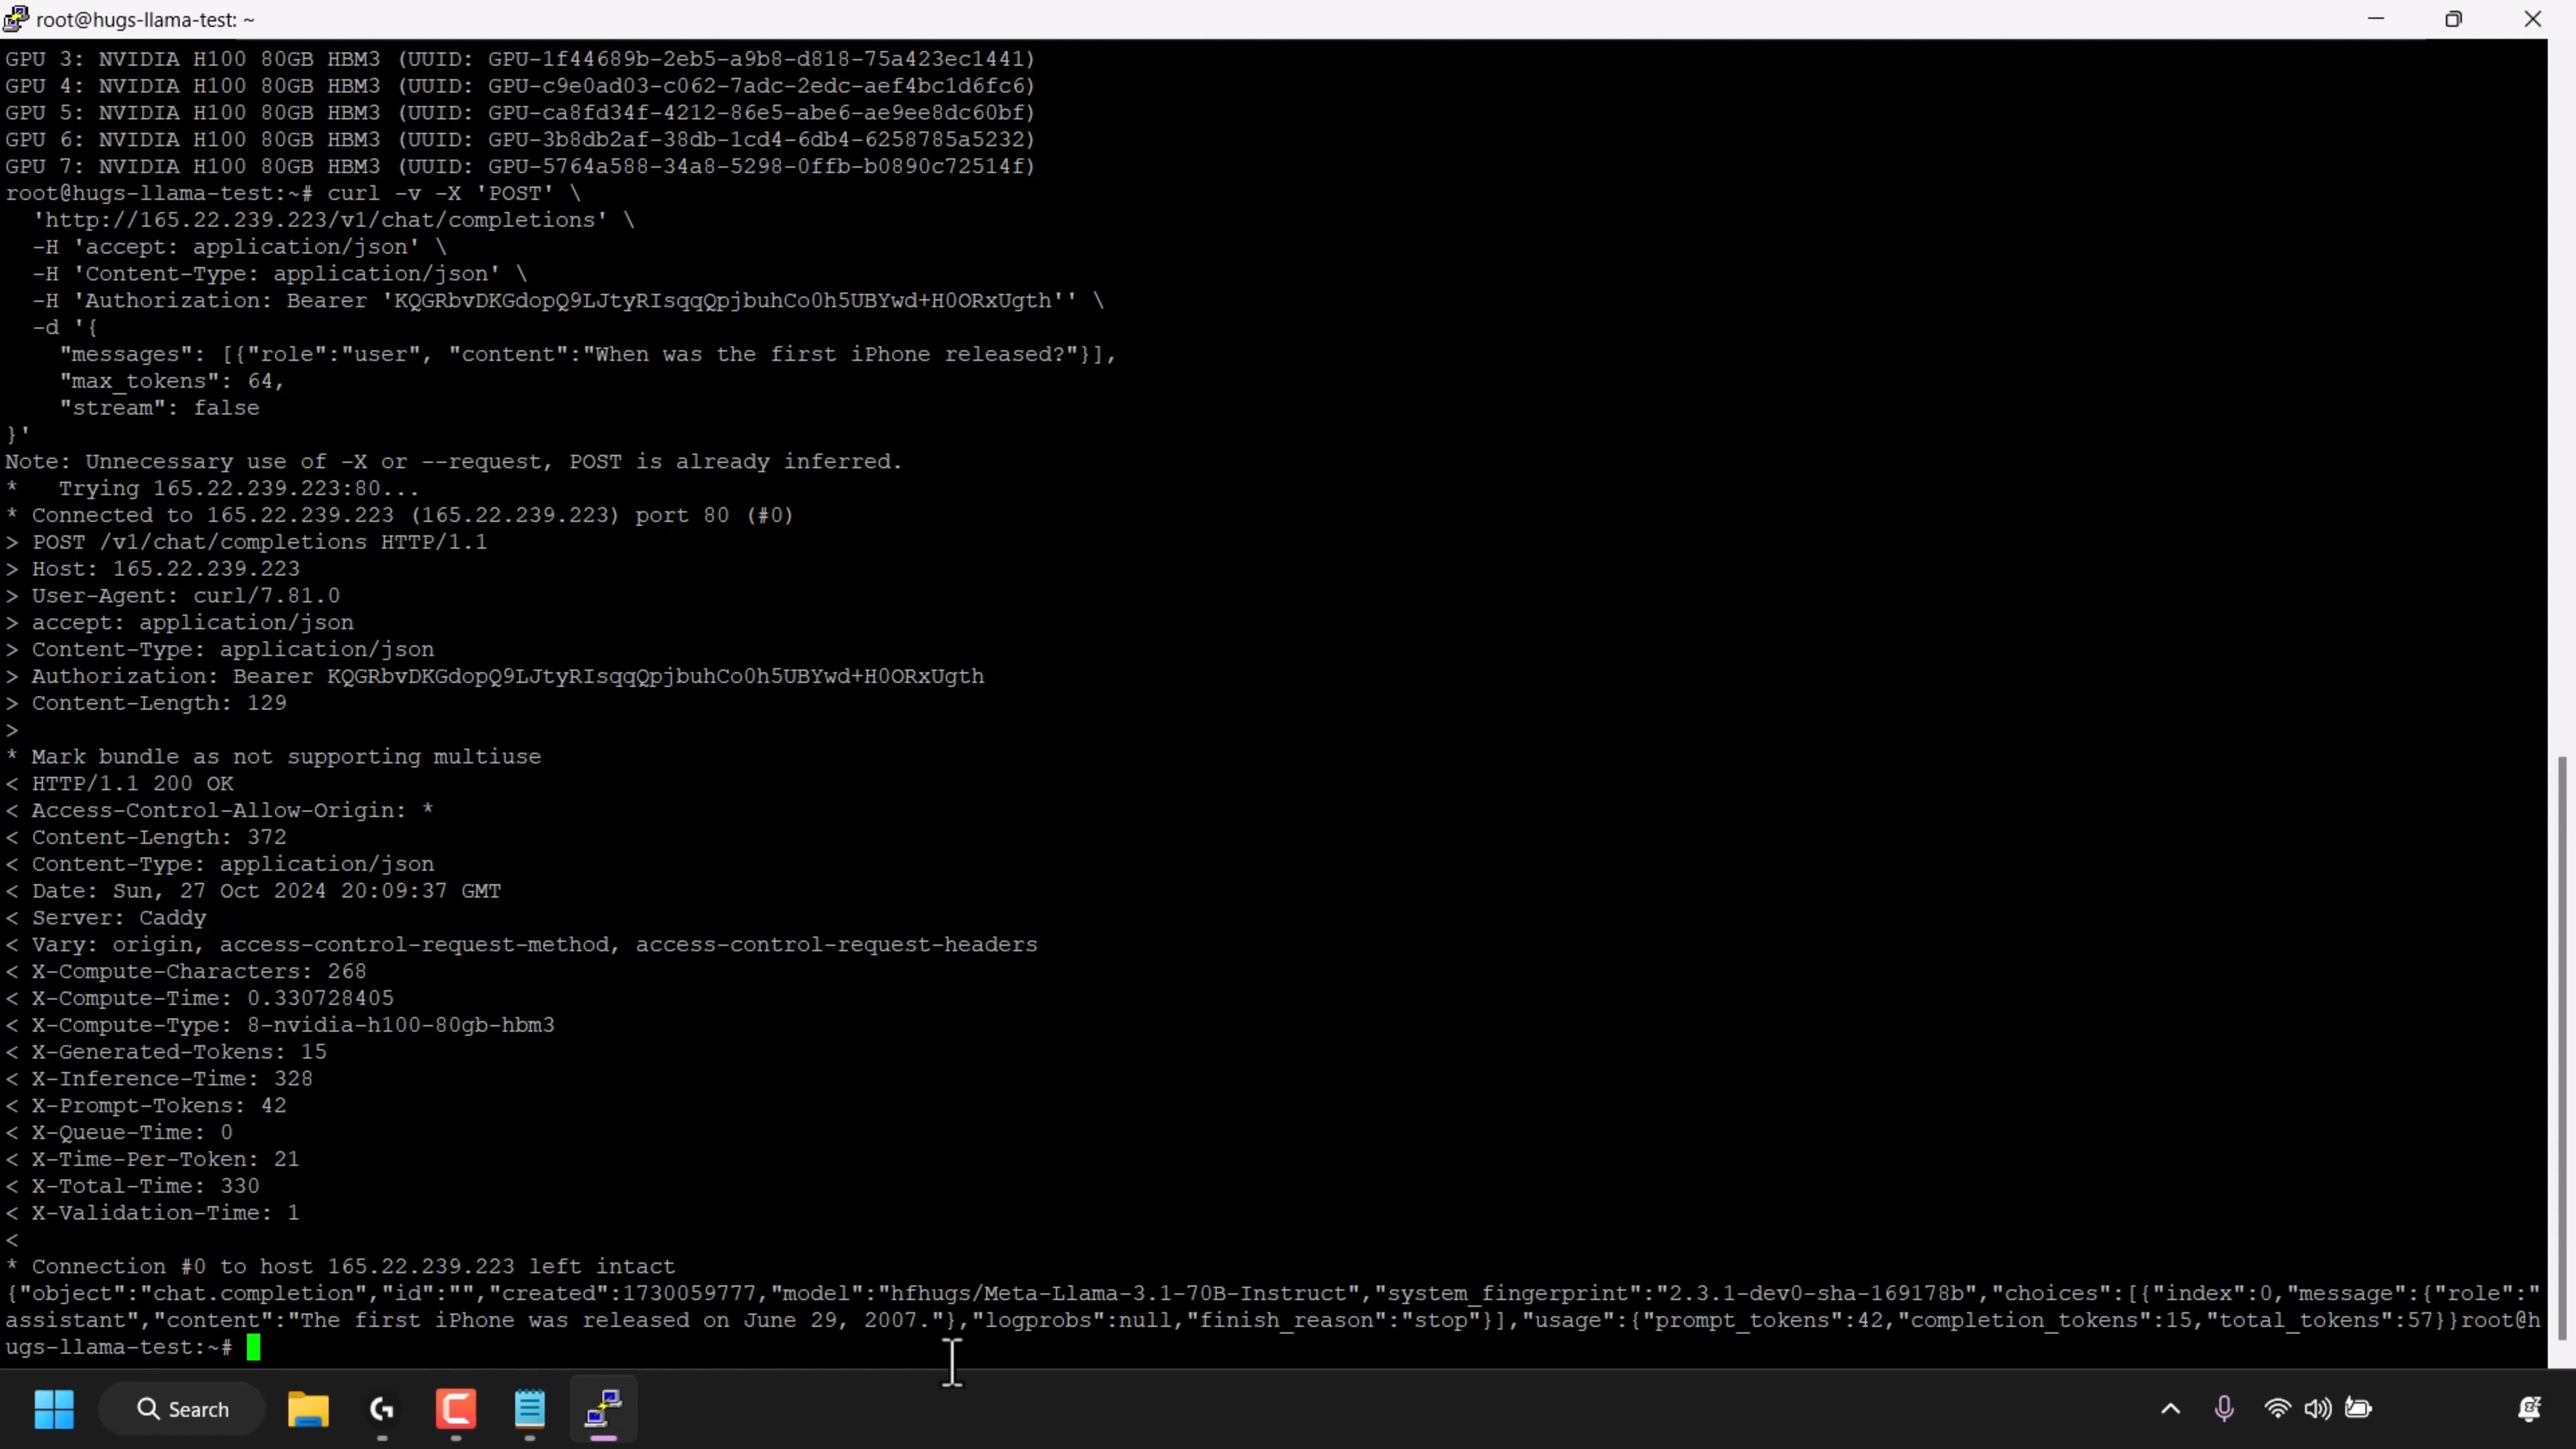 root@hugs-llama-test: ~
GPU 3: NVIDIA H100 80GB HBM3 (UUID: GPU-1f44689b-2eb5-a9b8-d818-75a423ec1441)
GPU 4: NVIDIA H100 80GB HBM3 (UUID: GPU-c9e0ad03-c062-7adc-2edc-aef4bc1d6fc6)
GPU 5: NVIDIA H100 80GB HBM3 (UUID: GPU-ca8fd34f-4212-86e5-abe6-ae9ee8dc60bf)
GPU 6: NVIDIA H100 80GB HBM3 (UUID: GPU-3b8db2af-38db-1cd4-6db4-6258785a5232)
GPU 7: NVIDIA H100 80GB HBM3 (UUID: GPU-5764a588-34a8-5298-0ffb-b0890c72514f)
root@hugs-llama-test:~# curl -v -X 'POST' \
  'http://165.22.239.223/v1/chat/completions' \
  -H 'accept: application/json' \
  -H 'Content-Type: application/json' \
  -H 'Authorization: Bearer 'KQGRbvDKGdopQ9LJtyRIsqqQpjbuhCo0h5UBYwd+H0ORxUgth'' \
  -d '{
    "messages": [{"role":"user", "content":"When was the first iPhone released?"}],
    "max_tokens": 64,
    "stream": false
}'
Note: Unnecessary use of -X or --request, POST is already inferred.
*   Trying 165.22.239.223:80...
* Connected to 165.22.239.223 (165.22.239.223) port 80 (#0)
> POST /v1/chat/completions HTTP/1.1
> Host: 165.22.239.223
> User-Agent: curl/7.81.0
> accept: application/json
> Content-Type: application/json
> Authorization: Bearer KQGRbvDKGdopQ9LJtyRIsqqQpjbuhCo0h5UBYwd+H0ORxUgth
> Content-Length: 129
>
* Mark bundle as not supporting multiuse
< HTTP/1.1 200 OK
< Access-Control-Allow-Origin: *
< Content-Length: 372
< Content-Type: application/json
< Date: Sun, 27 Oct 2024 20:09:37 GMT
< Server: Caddy
< Vary: origin, access-control-request-method, access-control-request-headers
< X-Compute-Characters: 268
< X-Compute-Time: 0.330728405
< X-Compute-Type: 8-nvidia-h100-80gb-hbm3
< X-Generated-Tokens: 15
< X-Inference-Time: 328
< X-Prompt-Tokens: 42
< X-Queue-Time: 0
< X-Time-Per-Token: 21
< X-Total-Time: 330
< X-Validation-Time: 1
<
* Connection #0 to host 165.22.239.223 left intact
{"object":"chat.completion","id":"","created":1730059777,"model":"hfhugs/Meta-Llama-3.1-70B-Instruct","system_fingerprint":"2.3.1-dev0-sha-169178b","choices":[{"index":0,"message":{"role":"
assistant","content":"The first iPhone was released on June 29, 2007."},"logprobs":null,"finish_reason":"stop"}],"usage":{"prompt_tokens":42,"completion_tokens":15,"total_tokens":57}}root@h
ugs-llama-test:~#
Search